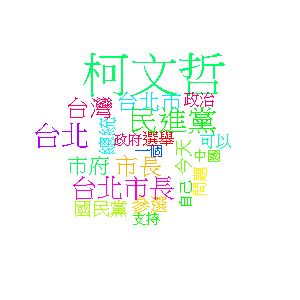 柯文哲
台灣
台北市
政治
民進黨
台北
總統
政府
選舉
一個
可以
今天
中國
市府
市長
問題
台北市長
自己
國民黨
參選
支持